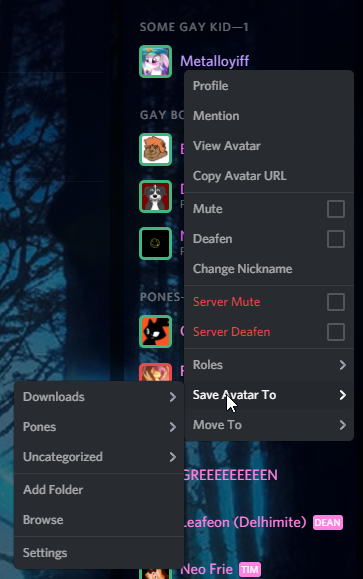 SOME GAY KID—1
Metalloyiff
Profile
GAY BO
Mention
View Avatar
Copy Avatar URL
Mute
Deafen
Change Nickname
PONES-
Server Mute
Server Deafen
Roles
Save Avatar To
Move To
Downloads
Pones
Uncategorized
Add Folder
Browse
Settings
GREEEEEEEEN
Leafeon (Delhimite) DEAN
Neo Frie TIM